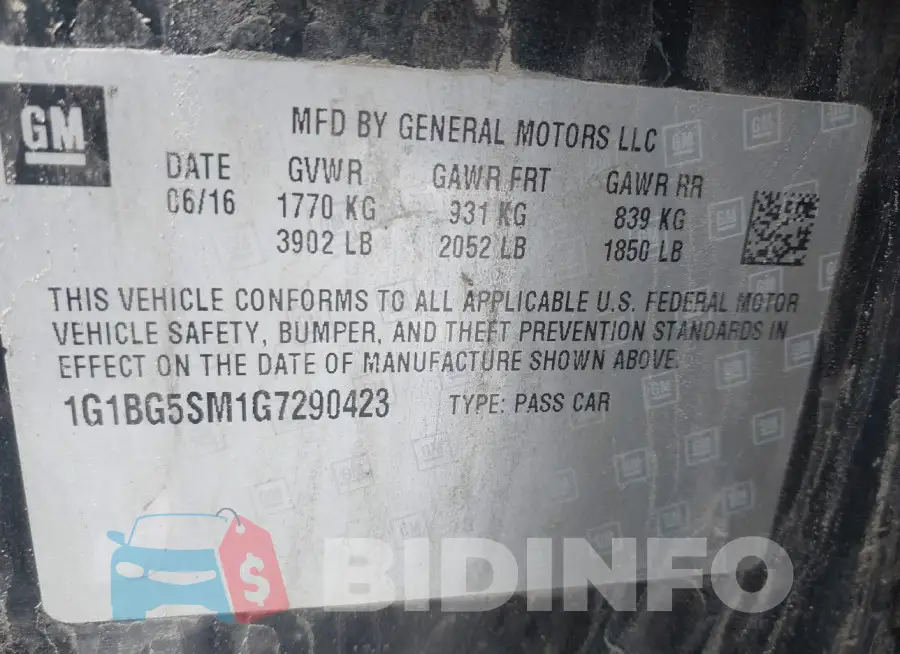 GM
MFD BY GENERAL MOTORS LLC
DATE GVWR GAWR FRT GAWR RR
06/16 1770 KG 931 KG 839 KG
3902 LB 2052 LB 1850 LB
THIS VEHICLE CONFORMS TO ALL APPLICABLE U.S. FEDERAL MOTOR
VEHICLE SAFETY, BUMPER, AND THEFT PREVENTION STANDARDS IN
EFFECT ON THE DATE OF MANUFACTURE SHOWN ABOVE.
1G1BG5SM1G7290423 TYPE: PASS CAR
$ BIDINFO